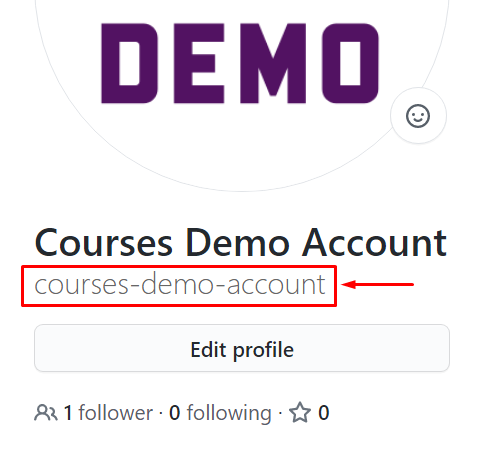 DEMO
Courses Demo Account
courses-demo-account
Edit profile
1 follower · 0 following · 0